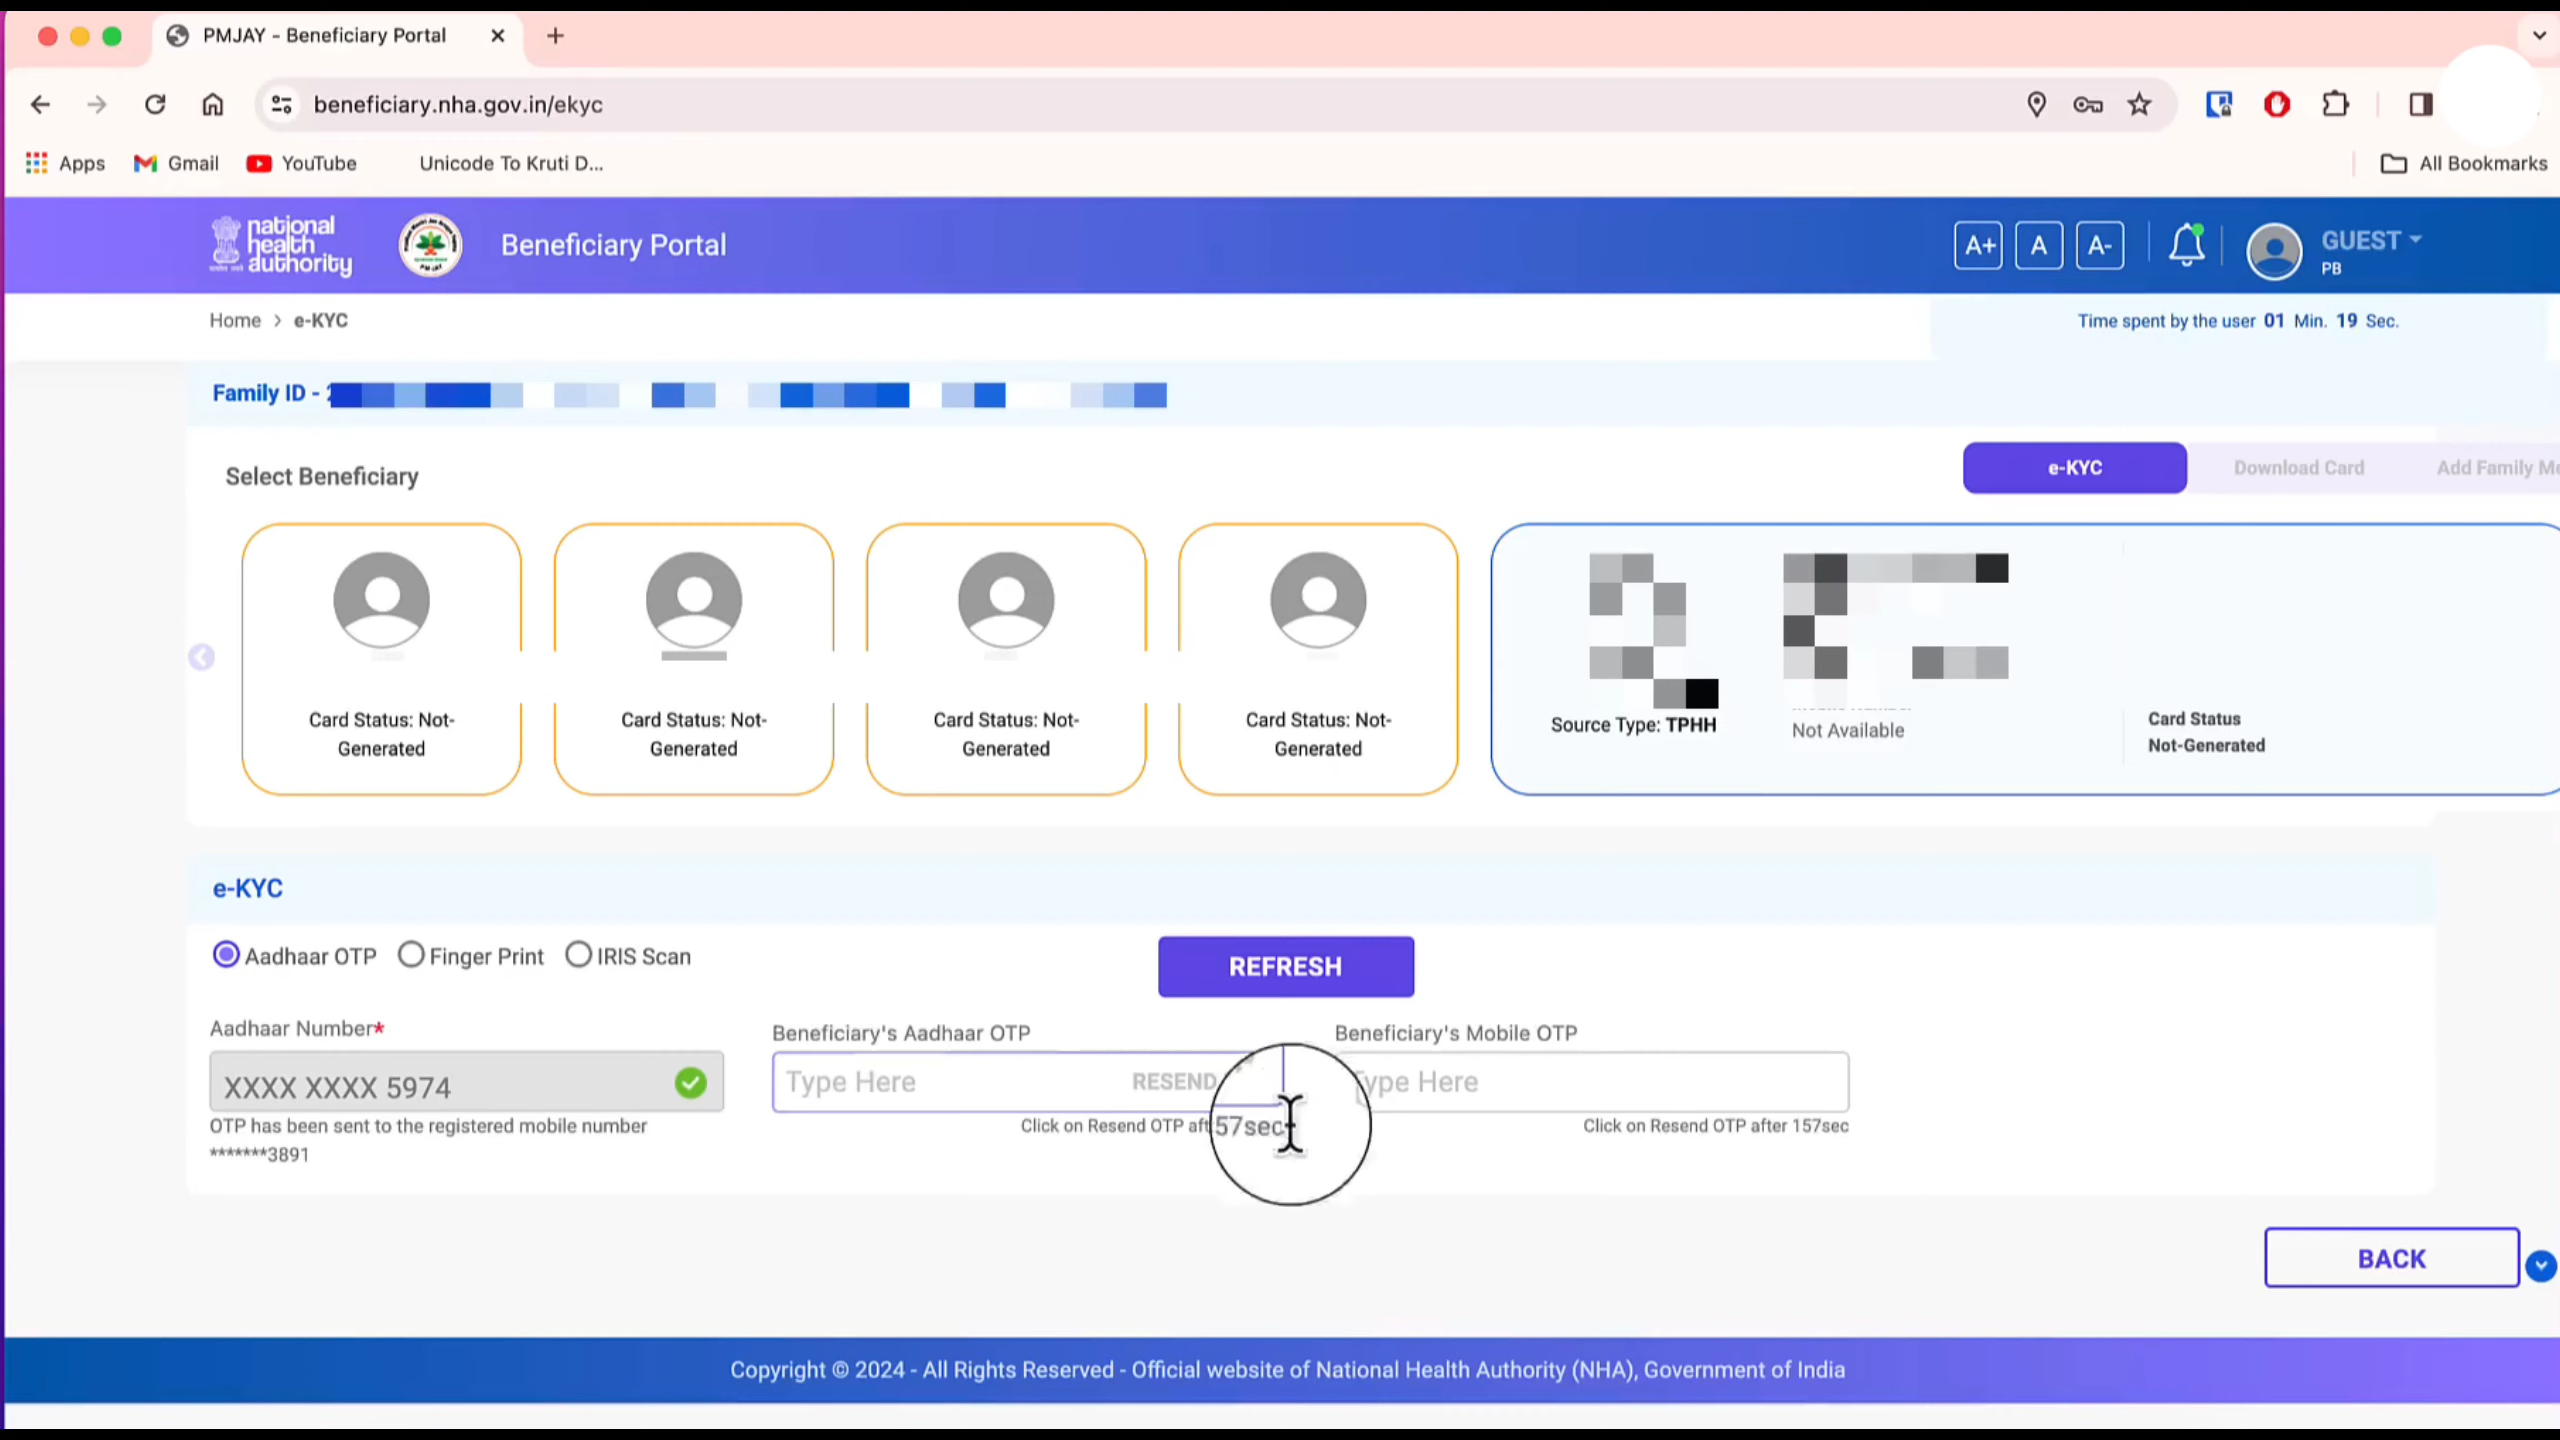 PMJAY - Beneficiary Portal
beneficiary.nha.gov.in/ekyc
Apps Gmail YouTube Unicode To Kruti D... All Bookmarks
national
health
authority
Beneficiary Portal
A+ A A- GUEST
PB
Home > e-KYC
Time spent by the user 01 Min. 19 Sec.
Family ID -
Select Beneficiary
e-KYC Download Card Add Family Me
Card Status: Not-
Generated
Card Status: Not-
Generated
Card Status: Not-
Generated
Card Status: Not-
Generated
Source Type: TPHH
Not Available
Card Status
Not-Generated
e-KYC
Aadhaar OTP Finger Print IRIS Scan
REFRESH
Aadhaar Number*
XXXX XXXX 5974
OTP has been sent to the registered mobile number
*******3891
Beneficiary's Aadhaar OTP
Type Here RESEND
Click on Resend OTP aft 57sec
Beneficiary's Mobile OTP
Type Here
Click on Resend OTP after 157sec
BACK
Copyright © 2024 - All Rights Reserved - Official website of National Health Authority (NHA), Government of India